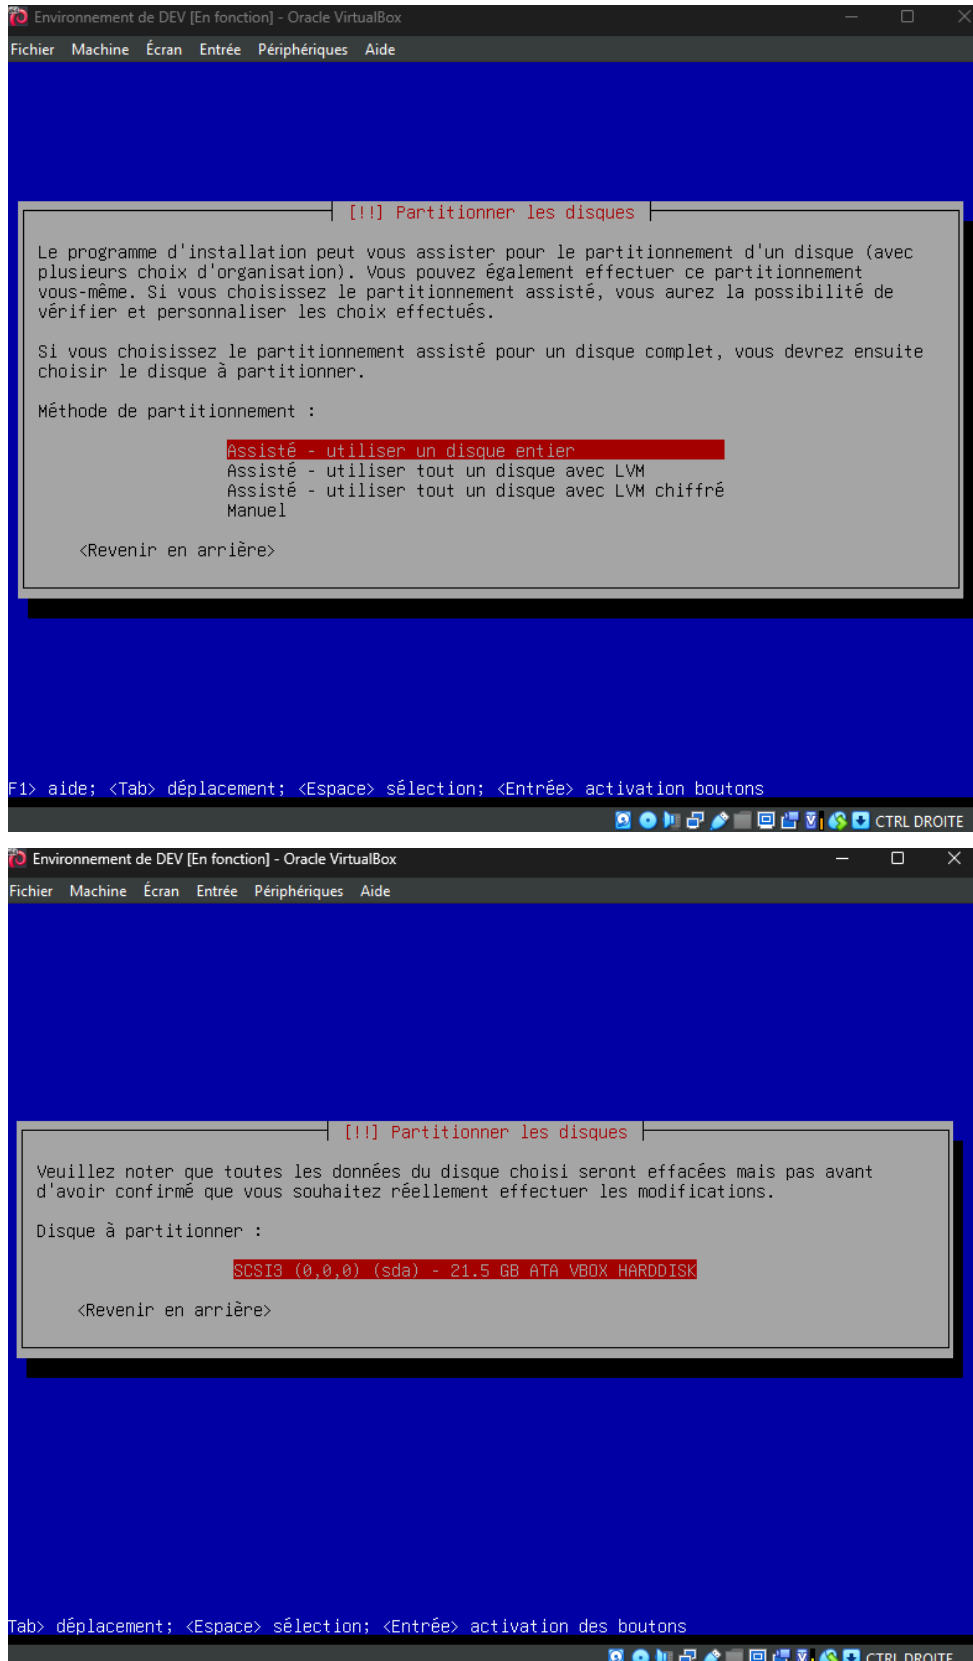 Environnement de DEV [En fonction] - Oracle VirtualBox
Fichier Machine Écran Entrée Périphériques Aide
[!!] Partitionner les disques
Le programme d'installation peut vous assister pour le partitionnement d'un disque (avec
plusieurs choix d'organisation). Vous pouvez également effectuer ce partitionnement
vous-même. Si vous choisissez le partitionnement assisté, vous aurez la possibilité de
vérifier et personnaliser les choix effectués.
Si vous choisissez le partitionnement assisté pour un disque complet, vous devrez ensuite
choisir le disque à partitionner.
Méthode de partitionnement :
Assisté - utiliser un disque entier
Assisté - utiliser tout un disque avec LVM
Assisté - utiliser tout un disque avec LVM chiffré
Manuel
<Revenir en arrière>
F1> aide; <Tab> déplacement; <Espace> sélection; <Entrée> activation boutons
CTRL DROITE
Environnement de DEV [En fonction] - Oracle VirtualBox
Fichier Machine Écran Entrée Périphériques Aide
[!!] Partitionner les disques
Veuillez noter que toutes les données du disque choisi seront effacées mais pas avant
d'avoir confirmé que vous souhaitez réellement effectuer les modifications.
Disque à partitionner :
SCSI3 (0,0,0) (sda) - 21.5 GB ATA VBOX HARDDISK
<Revenir en arrière>
Tab> déplacement; <Espace> sélection; <Entrée> activation des boutons
CTRL DROITE